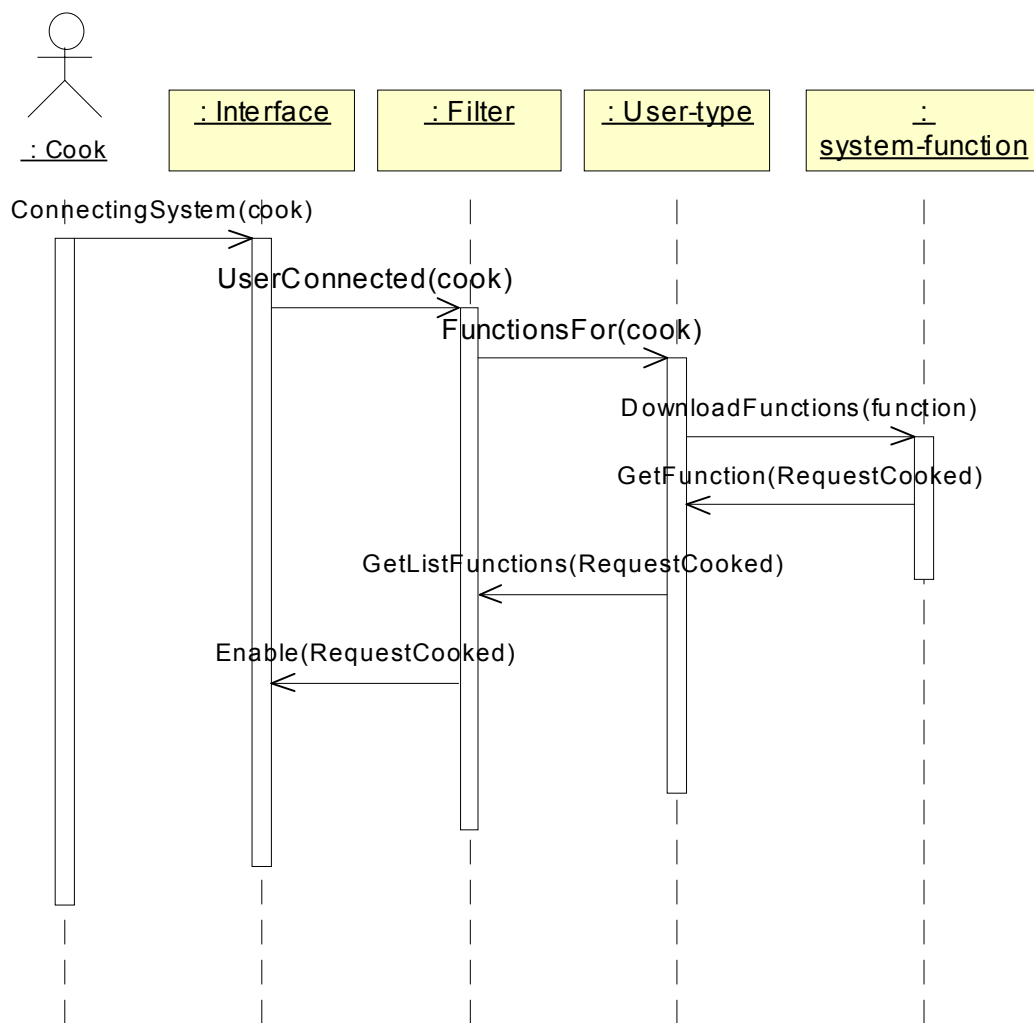 : Cook
: Interface
: Filter
: User-type
:
system-function
ConnectingSystem(cook)
UserConnected(cook)
FunctionsFor(cook)
DownloadFunctions(function)
GetFunction(RequestCooked)
GetListFunctions(RequestCooked)
Enable(RequestCooked)